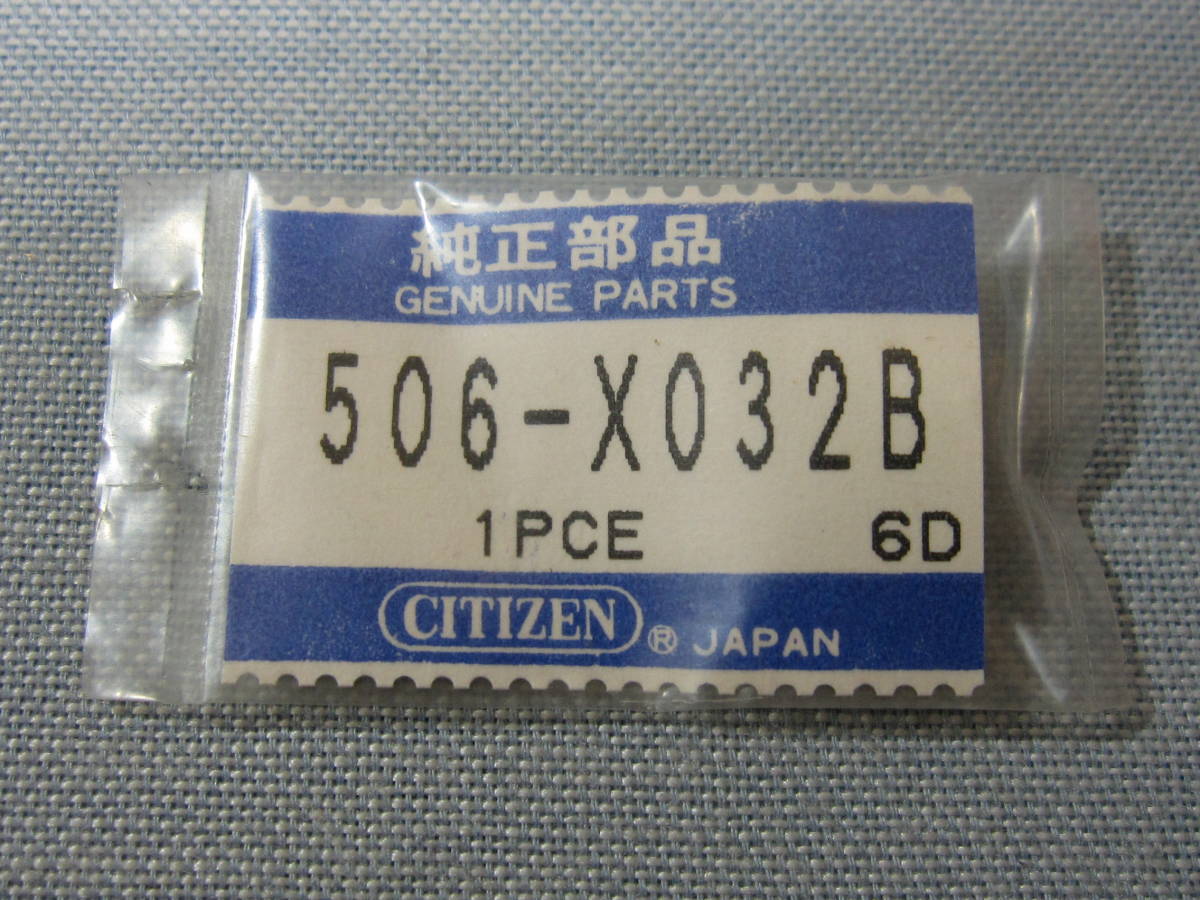 純正部品
GENUINE PARTS
506-X032B
1PCE 6D
CITIZEN ® JAPAN